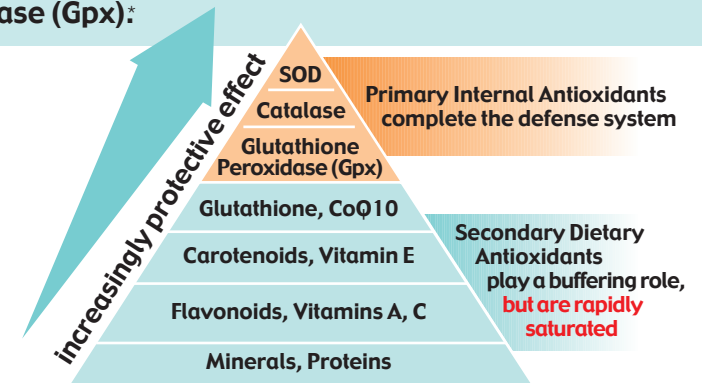 ase (Gpx).*
increasingly protective effect
SOD
Catalase
Glutathione
Peroxidase (Gpx)
Glutathione, CoQ10
Carotenoids, Vitamin E
Flavonoids, Vitamins A, C
Minerals, Proteins
Primary Internal Antioxidants
complete the defense system
Secondary Dietary
Antioxidants
play a buffering role,
but are rapidly
saturated